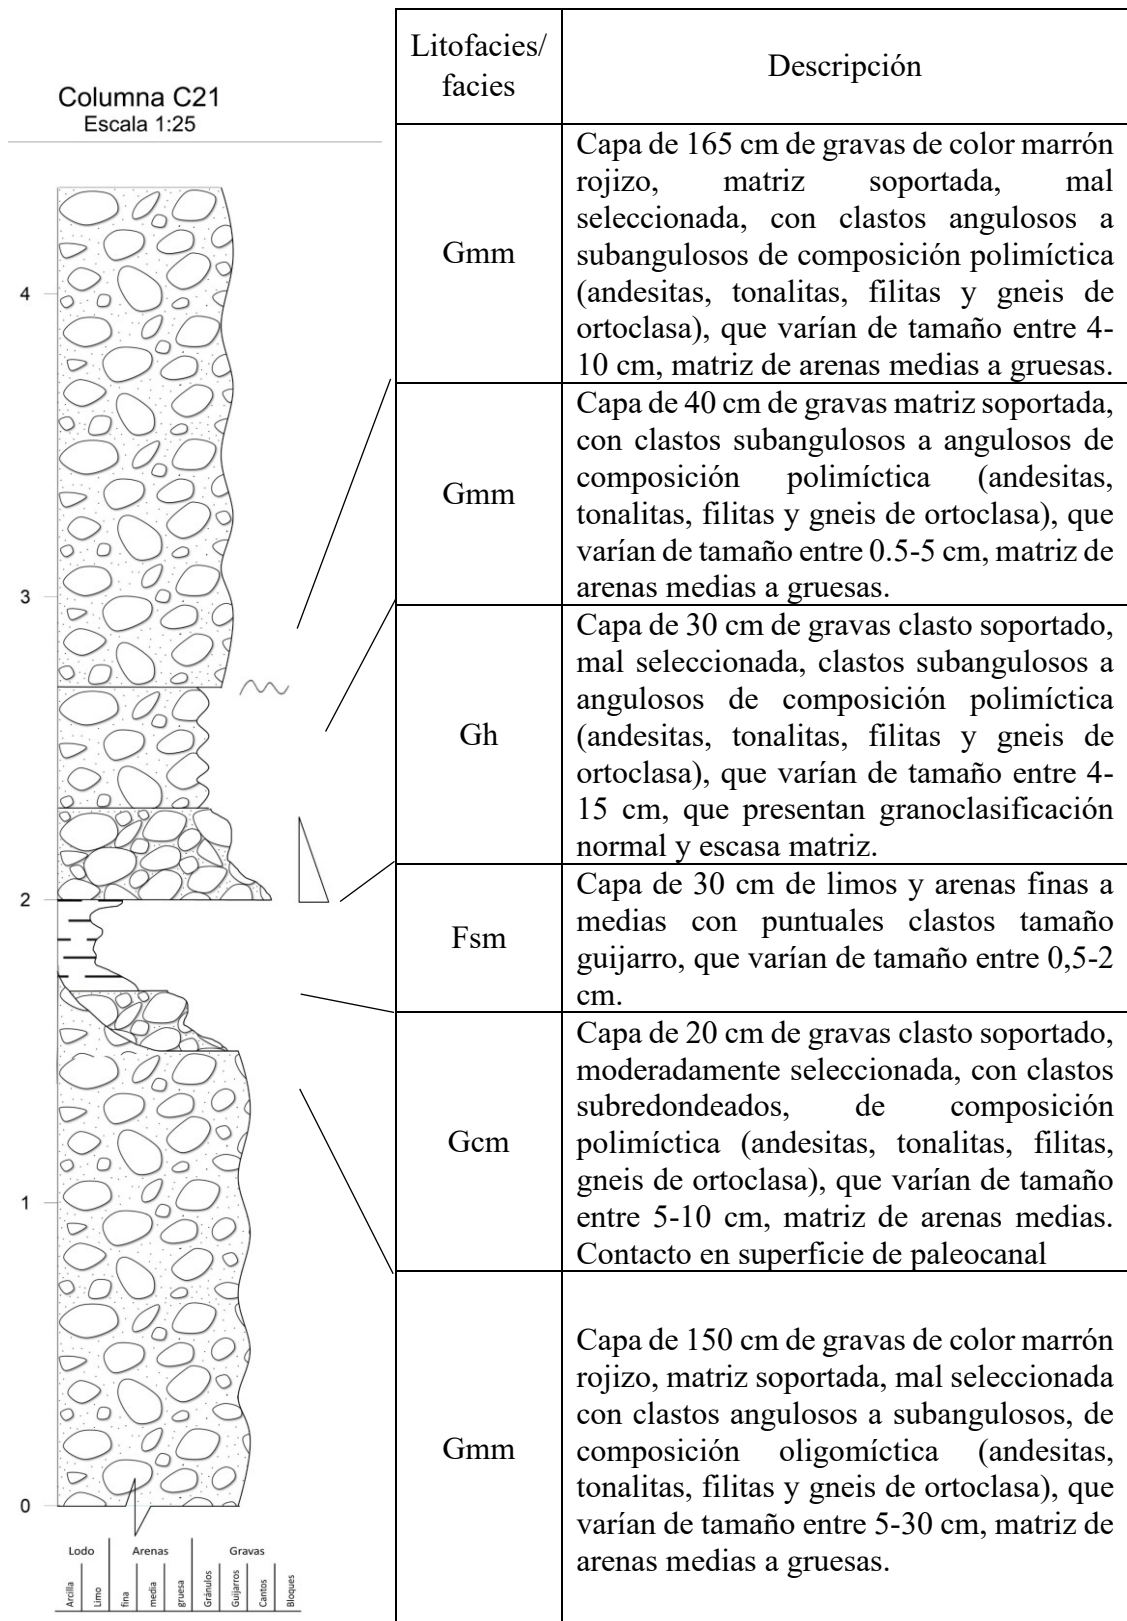 Columna C21
Escala 1:25
4
3
2
1
0
Lodo
Arenas
Gravas
Arcilla
Limo
fina
media
gruesa
Gránulos
Guijarros
Cantos
Bloques
Litofacies/
facies
Descripción
Gmm
Capa de 165 cm de gravas de color marrón
rojizo, matriz soportada, mal
seleccionada, con clastos angulosos a
subangulosos de composición polimíctica
(andesitas, tonalitas, filitas y gneis de
ortoclasa), que varían de tamaño entre 4-
10 cm, matriz de arenas medias a gruesas.
Gmm
Capa de 40 cm de gravas matriz soportada,
con clastos subangulosos a angulosos de
composición polimíctica (andesitas,
tonalitas, filitas y gneis de ortoclasa), que
varían de tamaño entre 0.5-5 cm, matriz de
arenas medias a gruesas.
Gh
Capa de 30 cm de gravas clasto soportado,
mal seleccionada, clastos subangulosos a
angulosos de composición polimíctica
(andesitas, tonalitas, filitas y gneis de
ortoclasa), que varían de tamaño entre 4-
15 cm, que presentan granoclasificación
normal y escasa matriz.
Fsm
Capa de 30 cm de limos y arenas finas a
medias con puntuales clastos tamaño
guijarro, que varían de tamaño entre 0,5-2
cm.
Gcm
Capa de 20 cm de gravas clasto soportado,
moderadamente seleccionada, con clastos
subredondeados, de composición
polimíctica (andesitas, tonalitas, filitas,
gneis de ortoclasa), que varían de tamaño
entre 5-10 cm, matriz de arenas medias.
Contacto en superficie de paleocanal
Gmm
Capa de 150 cm de gravas de color marrón
rojizo, matriz soportada, mal seleccionada
con clastos angulosos a subangulosos, de
composición oligomíctica (andesitas,
tonalitas, filitas y gneis de ortoclasa), que
varían de tamaño entre 5-30 cm, matriz de
arenas medias a gruesas.